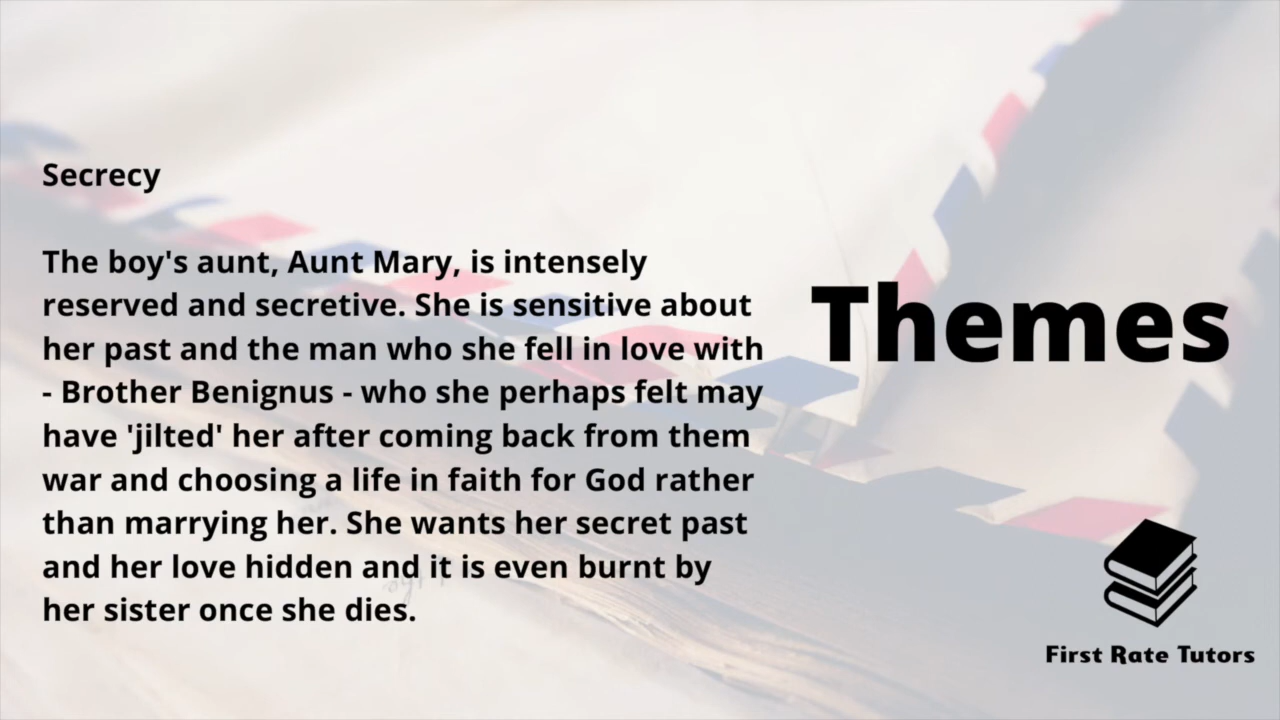 Secrecy
The boy's aunt, Aunt Mary, is intensely
reserved and secretive. She is sensitive about
her past and the man who she fell in love with
- Brother Benignus - who she perhaps felt may
have 'jilted' her after coming back from them
war and choosing a life in faith for God rather
than marrying her. She wants her secret past
and her love hidden and it is even burnt by
her sister once she dies.
Themes
First Rate Tutors